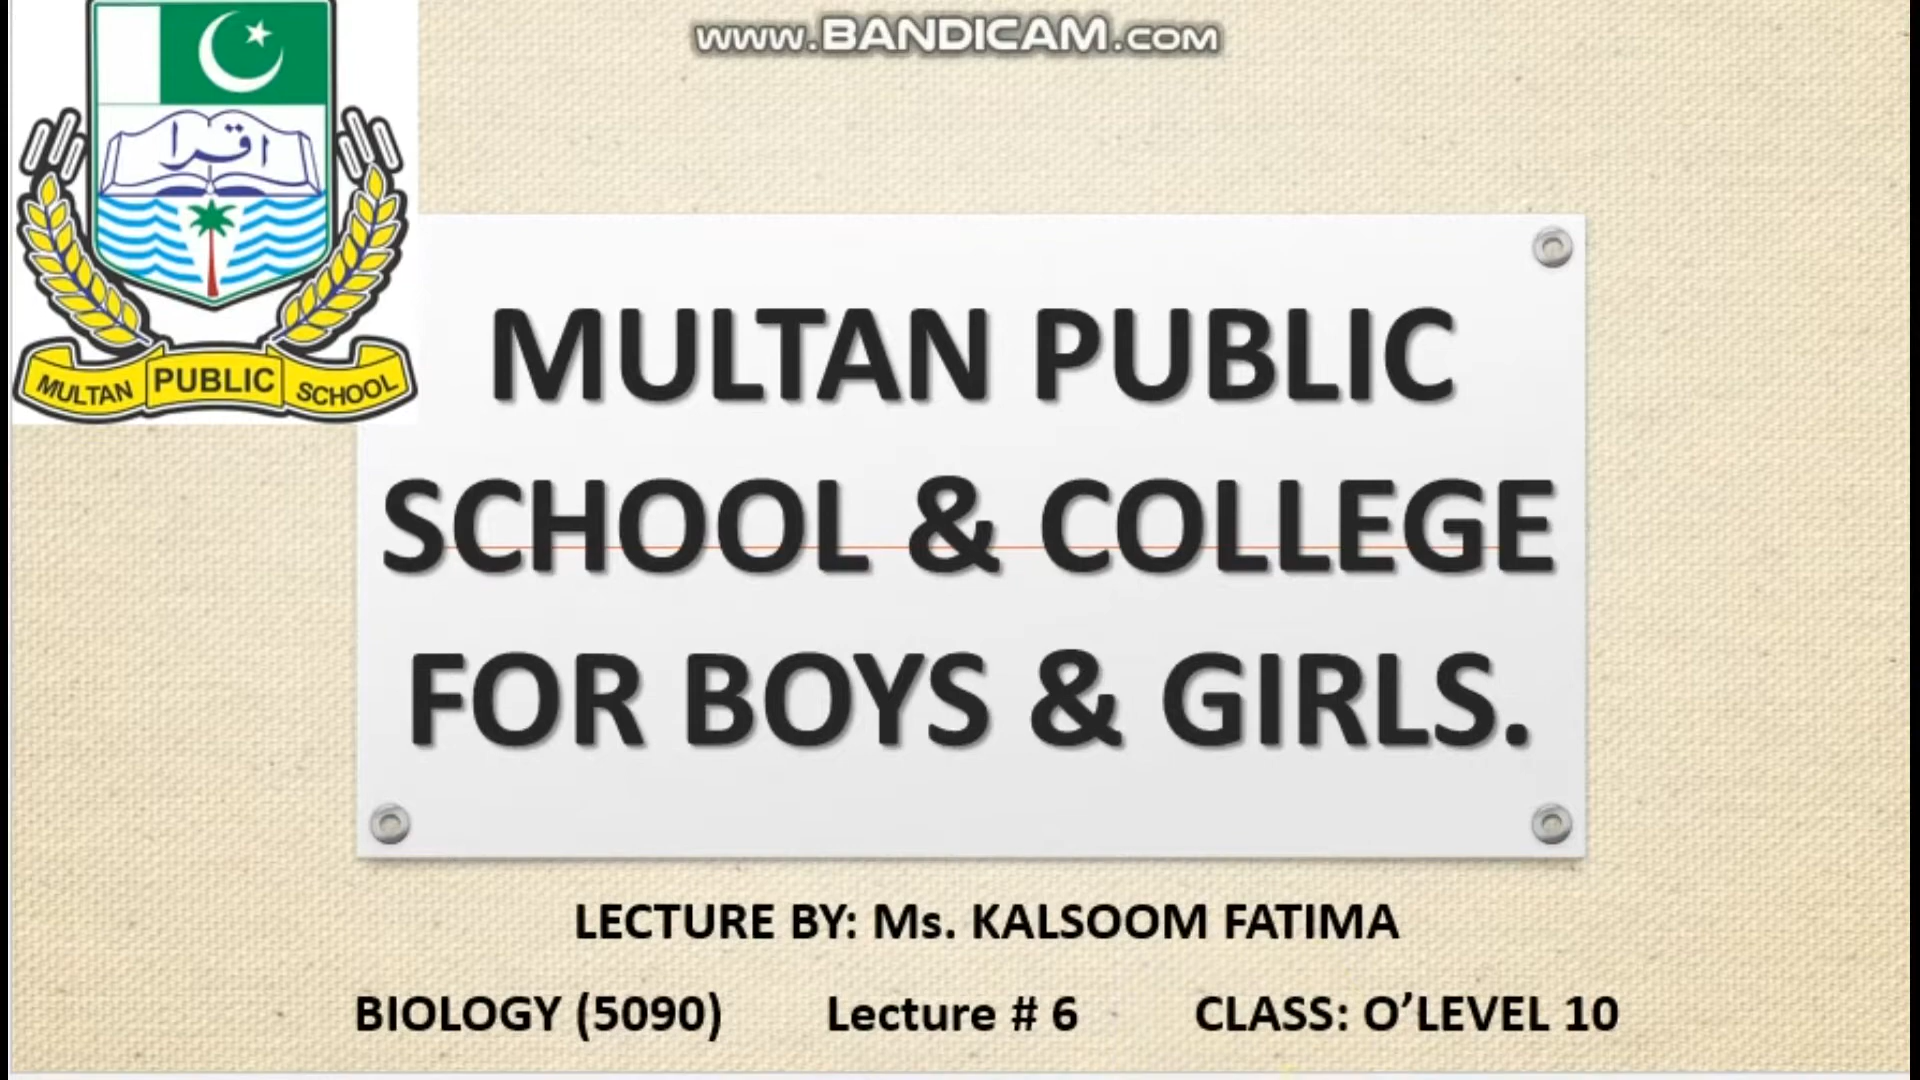 www.BANDICAM.com
اقرا
MULTAN PUBLIC SCHOOL
MULTAN PUBLIC
SCHOOL & COLLEGE
FOR BOYS & GIRLS.
LECTURE BY: Ms. KALSOOM FATIMA
BIOLOGY (5090) Lecture # 6 CLASS: O’LEVEL 10